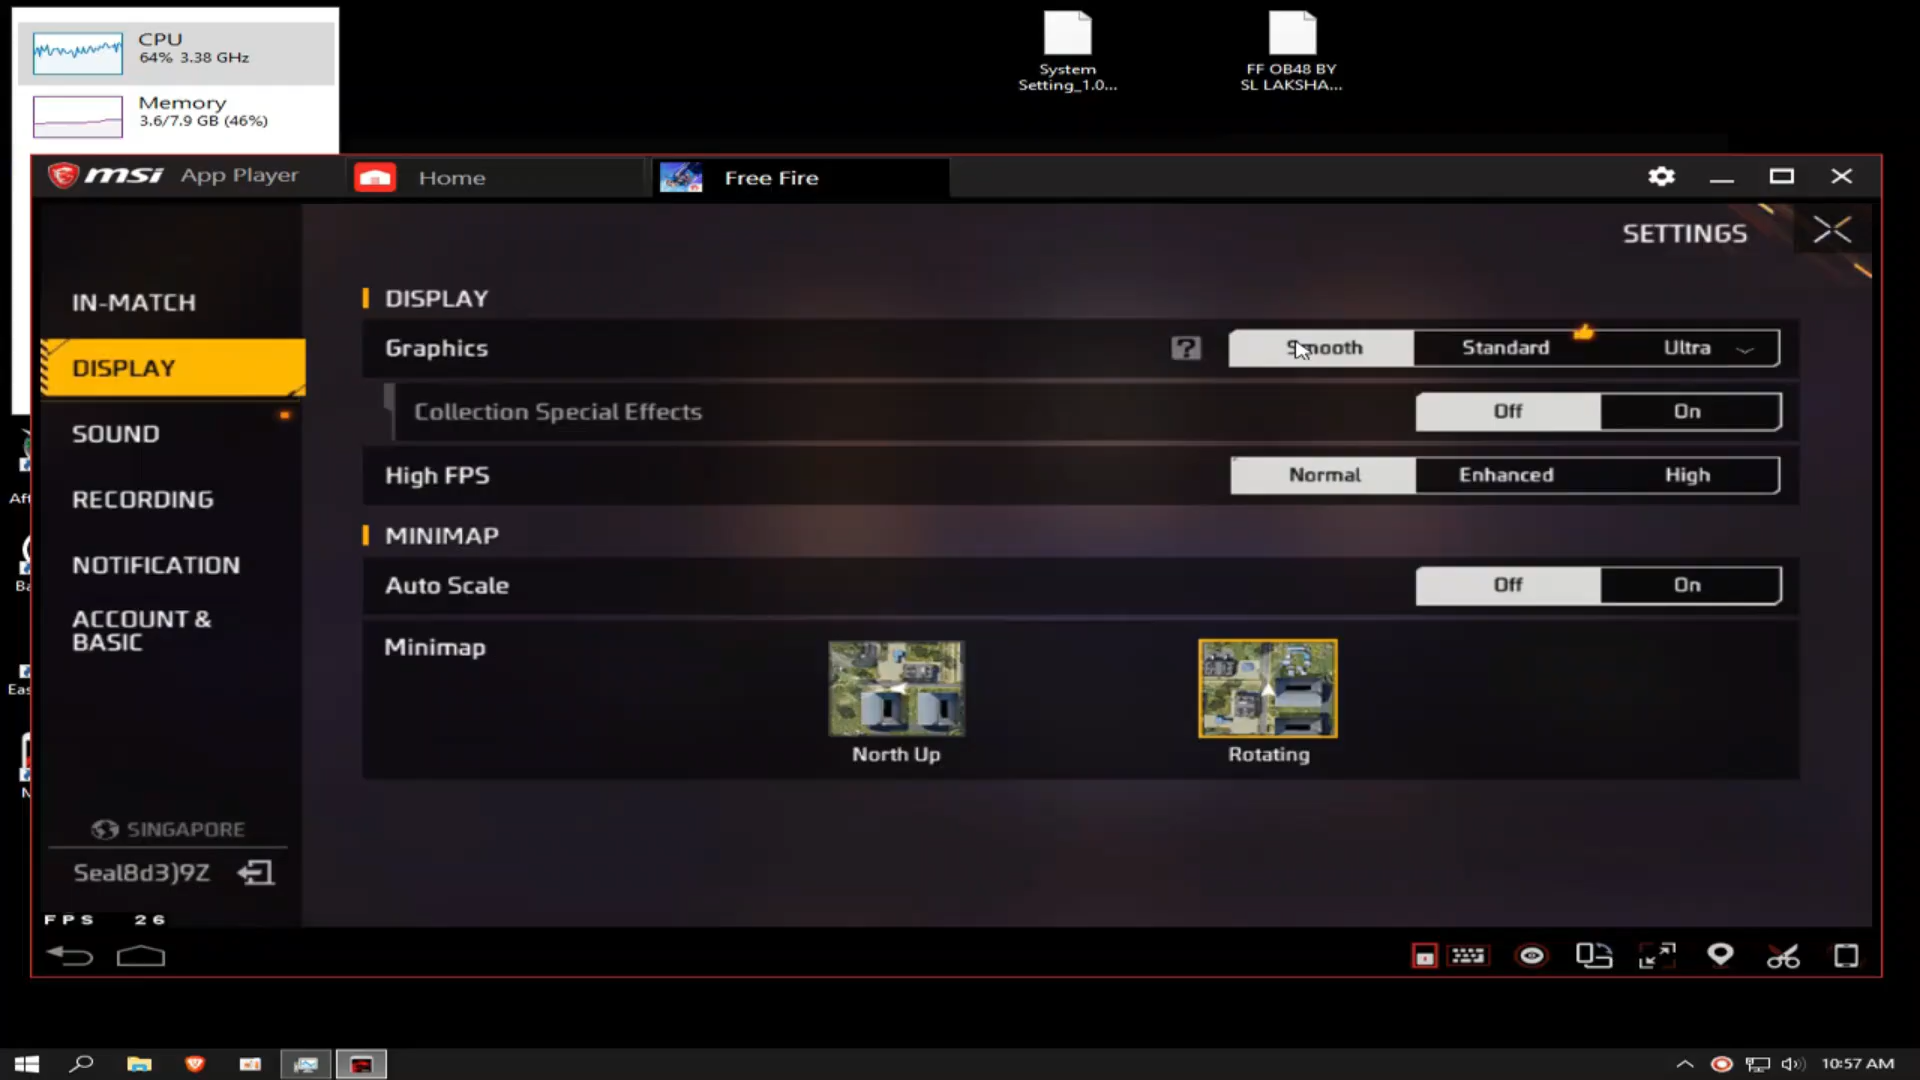 CPU
64% 3.38 GHz
Memory
3.6/7.9 GB (46%)
System
Setting_1.0...
FF OB48 BY
SL LAKSHA...
msi App Player
Home
Free Fire
SETTINGS
IN-MATCH
DISPLAY
SOUND
RECORDING
NOTIFICATION
ACCOUNT &
BASIC
SINGAPORE
Seal8d3)9Z
FPS 26
DISPLAY
Graphics ? Smooth Standard Ultra
Collection Special Effects Off On
High FPS Normal Enhanced High
MINIMAP
Auto Scale Off On
Minimap
North Up Rotating
10:57 AM